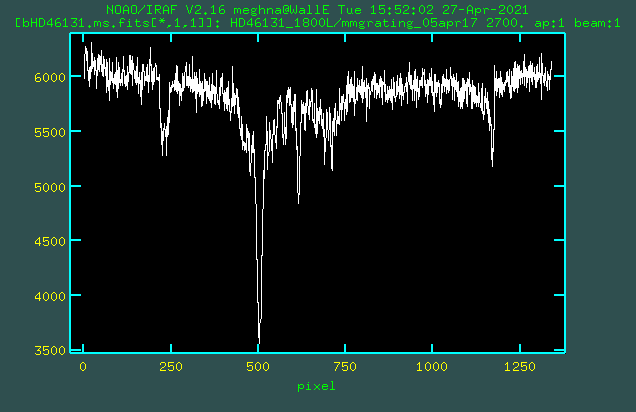 NOAO/IRAF V2.16 meghna@WallE Tue 15:52:02 27-Apr-2021
[bHD46131.ms.fits[*,1,1]]: HD46131_1800L/mmgrating_05apr17 2700. ap:1 beam:1
6000
5500
5000
4500
4000
3500
0 250 500 750 1000 1250
pixel